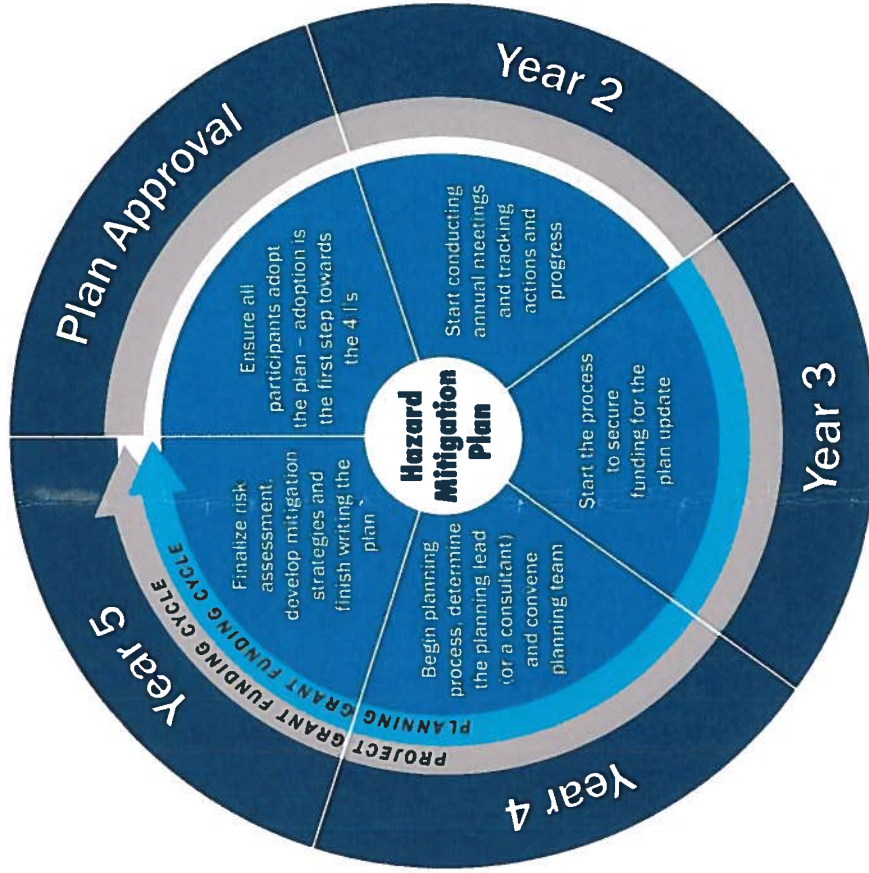 Plan Approval
Ensure all
participants adopt
the plan – adoption is
the first step towards
the 4 I's
Year 2
Start conducting
annual meetings
and tracking
actions and
progress
Year 3
Start the process
to secure
funding for the
plan update
Year 4
Begin planning
process, determine
the planning lead
(or a consultant)
and convene
planning team
Year 5
Finalize risk
assessment,
develop mitigation
strategies and
finish writing the
plan
PROJECT GRANT FUNDING CYCLE
PLANNING GRANT FUNDING CYCLE
Hazard
Mitigation
Plan